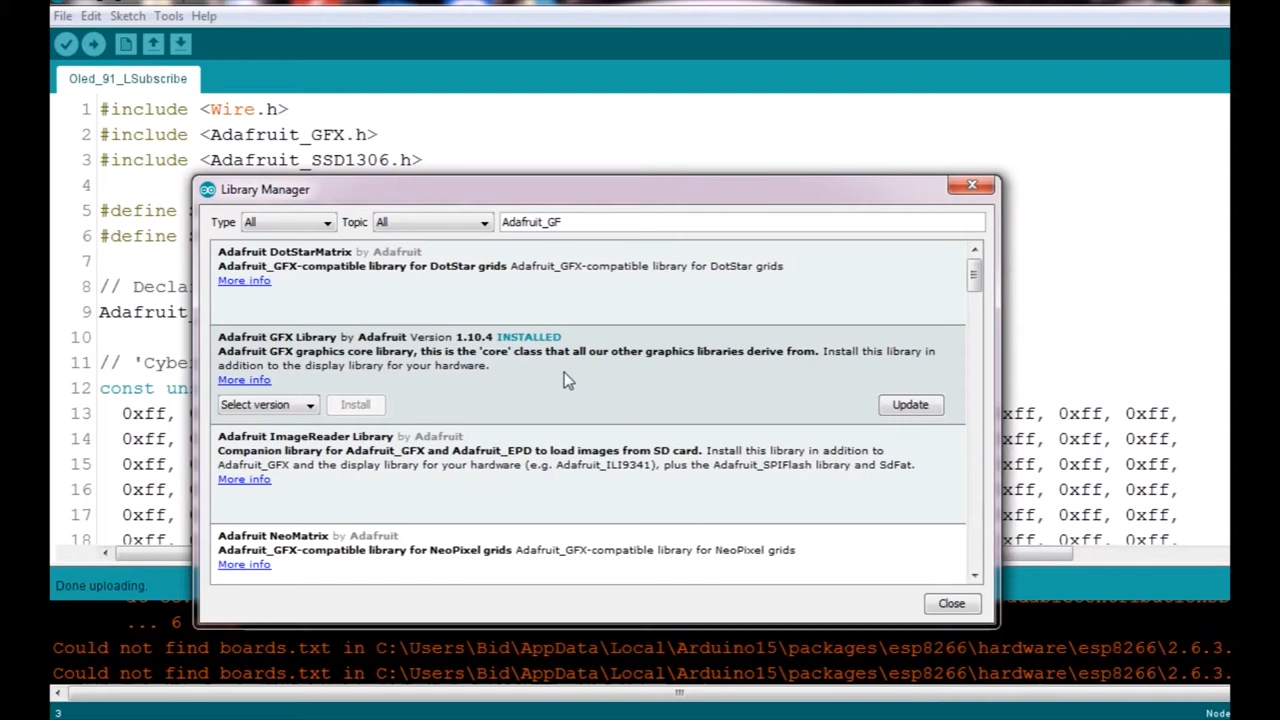 File Edit Sketch Tools Help
Oled_91_LSubscribe
1 #include <Wire.h>
2 #include <Adafruit_GFX.h>
3 #include <Adafruit_SSD1306.h>
4
5 #define
6 #define
7
8 // Decla
9 Adafruit_
10
11 // 'Cybe
12 const un
13 0xff, xff, 0xff, 0xff,
14 0xff, xff, 0xff, 0xff,
15 0xff, xff, 0xff, 0xff,
16 0xff, xff, 0xff, 0xff,
17 0xff, xff, 0xff, 0xff,
18 0xff, xff, 0xff, 0xff,
Library Manager
Type All Topic All Adafruit_GF
Adafruit DotStarMatrix by Adafruit
Adafruit_GFX-compatible library for DotStar grids Adafruit_GFX-compatible library for DotStar grids
More info
Adafruit GFX Library by Adafruit Version 1.10.4 INSTALLED
Adafruit GFX graphics core library, this is the 'core' class that all our other graphics libraries derive from. Install this library in
addition to the display library for your hardware.
More info
Select version Install Update
Adafruit ImageReader Library by Adafruit
Companion library for Adafruit_GFX and Adafruit_EPD to load images from SD card. Install this library in addition to
Adafruit_GFX and the display library for your hardware (e.g. Adafruit_ILI9341), plus the Adafruit_SPIFlash library and SdFat.
More info
Adafruit NeoMatrix by Adafruit
Adafruit_GFX-compatible library for NeoPixel grids Adafruit_GFX-compatible library for NeoPixel grids
More info
Close
Done uploading.
... 6
Could not find boards.txt in C:\Users\Bid\AppData\Local\Arduino15\packages\esp8266\hardware\esp8266\2.6.3.
Could not find boards.txt in C:\Users\Bid\AppData\Local\Arduino15\packages\esp8266\hardware\esp8266\2.6.3.
3 Node